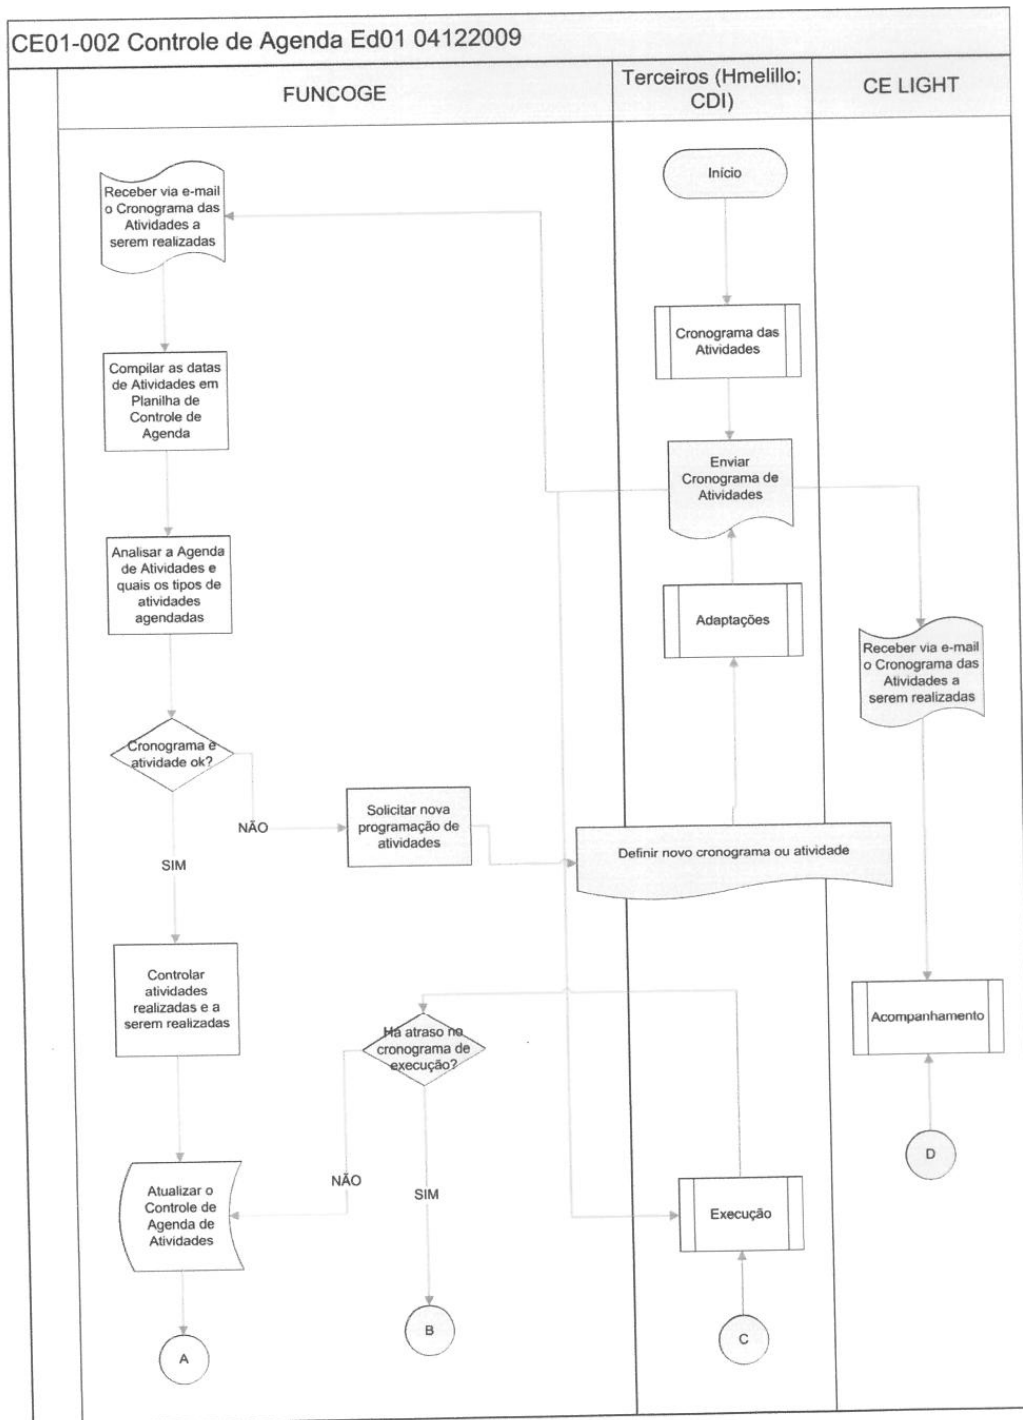 CE01-002 Controle de Agenda Ed01 04122009
FUNCOGE
Terceiros (Hmelillo;
CDI)
CE LIGHT
Receber via e-mail
o Cronograma das
Atividades a
serem realizadas
Início
Cronograma das
Atividades
Compilar as datas
de Atividades em
Planilha de
Controle de
Agenda
Enviar
Cronograma de
Atividades
Analisar a Agenda
de Atividades e
quais os tipos de
atividades
agendadas
Adaptações
Receber via e-mail
o Cronograma das
Atividades a
serem realizadas
Cronograma e
atividade ok?
NÃO
SIM
Solicitar nova
programação de
atividades
Definir novo cronograma ou atividade
Controlar
atividades
realizadas e a
serem realizadas
Há atraso no
cronograma de
execução?
Acompanhamento
D
NÃO
SIM
Atualizar o
Controle de
Agenda de
Atividades
Execução
A
B
C